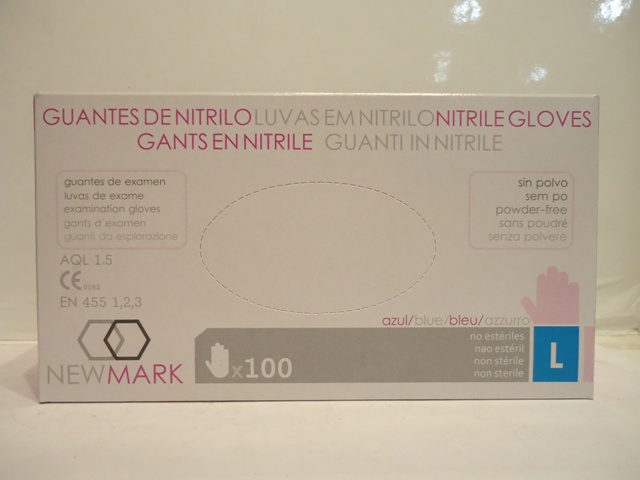 GUANTES DE NITRILO LUVAS EM NITRILO NITRILE GLOVES
GANTS EN NITRILE GUANTI IN NITRILE
guantes de examen
luvas de exame
examination gloves
gants d'examen
guanti da esplorazione
sin polvo
sem po
powder-free
sans poudré
senza polvere
AQL 1.5
CE
EN 455 1,2,3
azul/blue/bleu/azzurro
no estériles
nao estéril
non stérile
non sterile
L
x100
NEWMARK